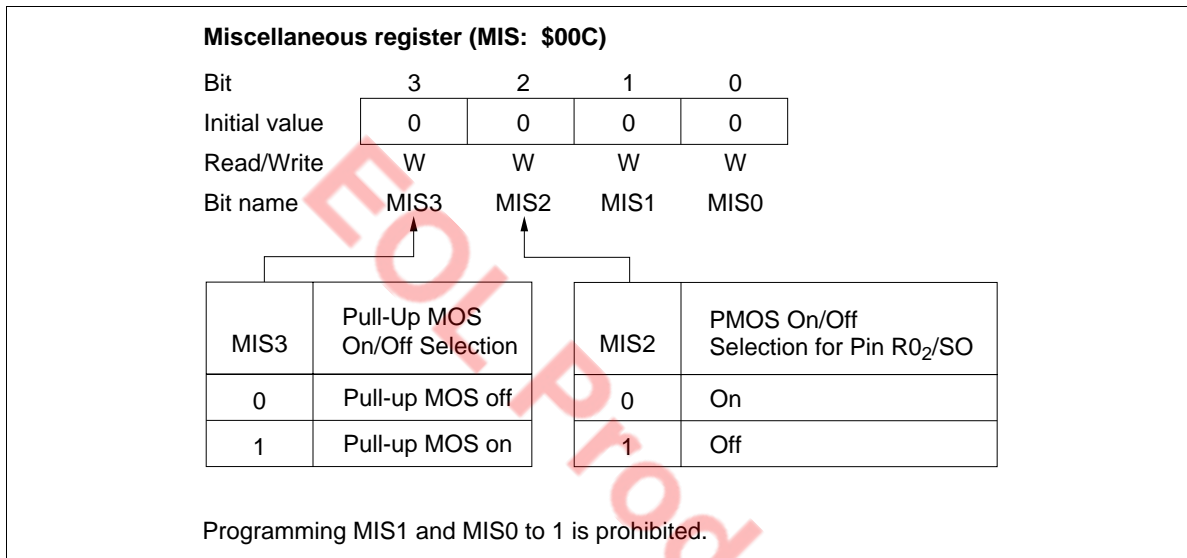 Miscellaneous register (MIS: $00C)
Bit 3 2 1 0
Initial value 0 0 0 0
Read/Write W W W W
Bit name MIS3 MIS2 MIS1 MIS0
MIS3 Pull-Up MOS On/Off Selection
0 Pull-up MOS off
1 Pull-up MOS on
MIS2 PMOS On/Off Selection for Pin R0₂/SO
0 On
1 Off
Programming MIS1 and MIS0 to 1 is prohibited.
EOL Prod